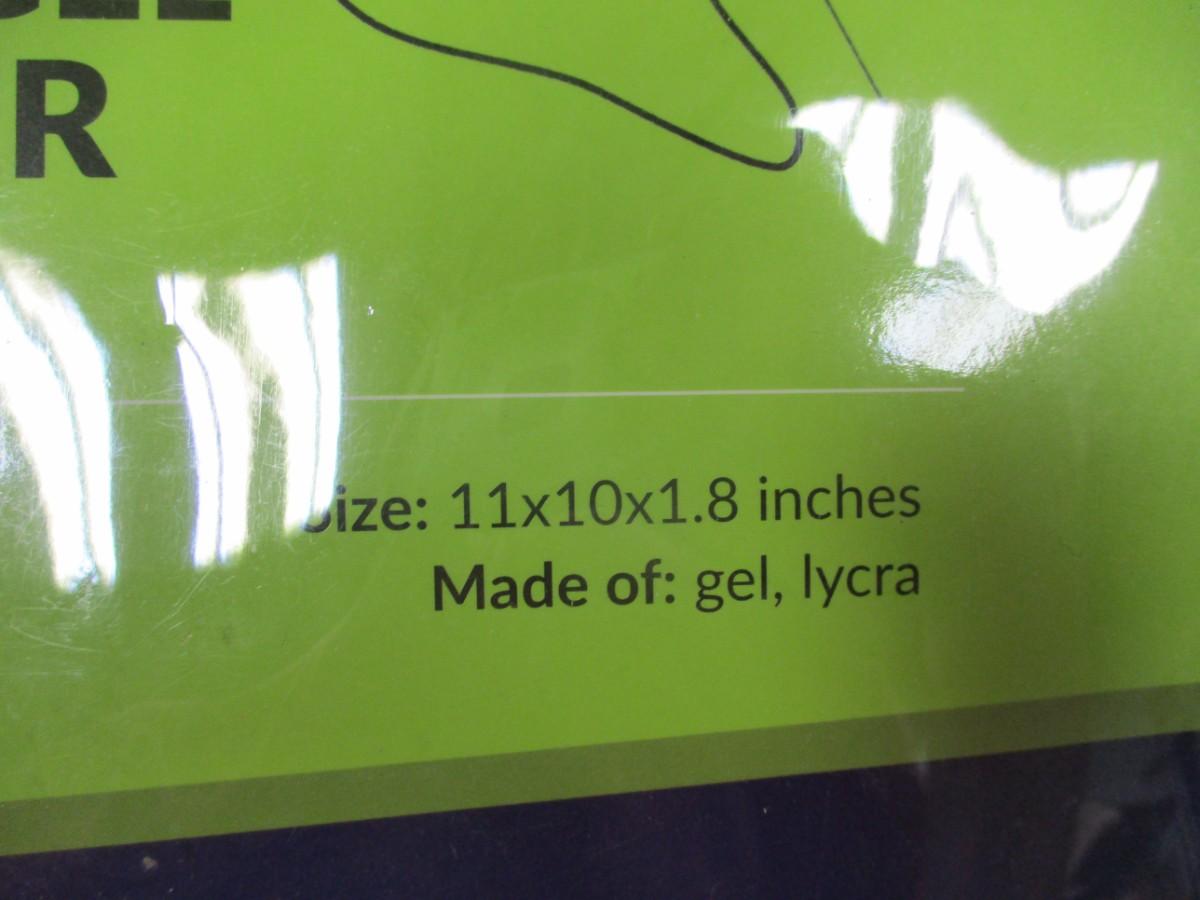 R
Size: 11x10x1.8 inches
Made of: gel, lycra